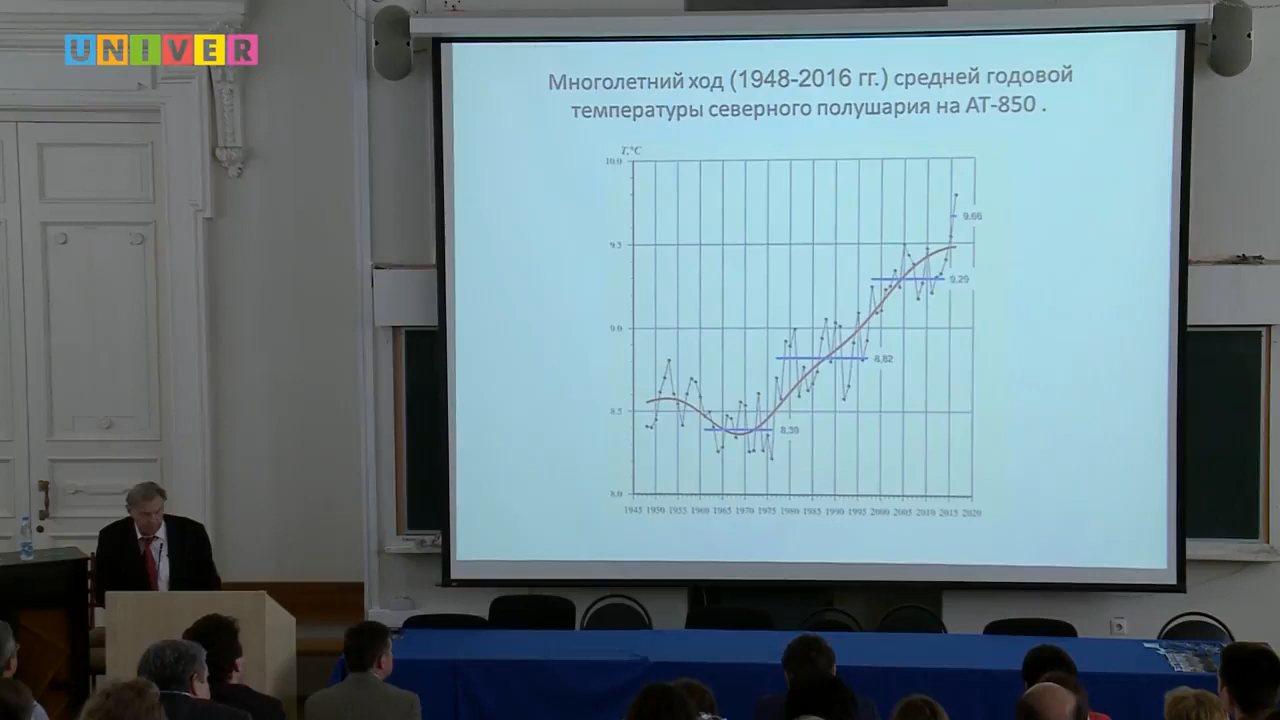 UNIVER
Многолетний ход (1948-2016 гг.) средней годовой
температуры северного полушария на АТ-850 .
T,°C
10.0
9.66
9.5
9.29
9.0
8.82
8.5
8.39
8.0
1945 1950 1955 1960 1965 1970 1975 1980 1985 1990 1995 2000 2005 2010 2015 2020